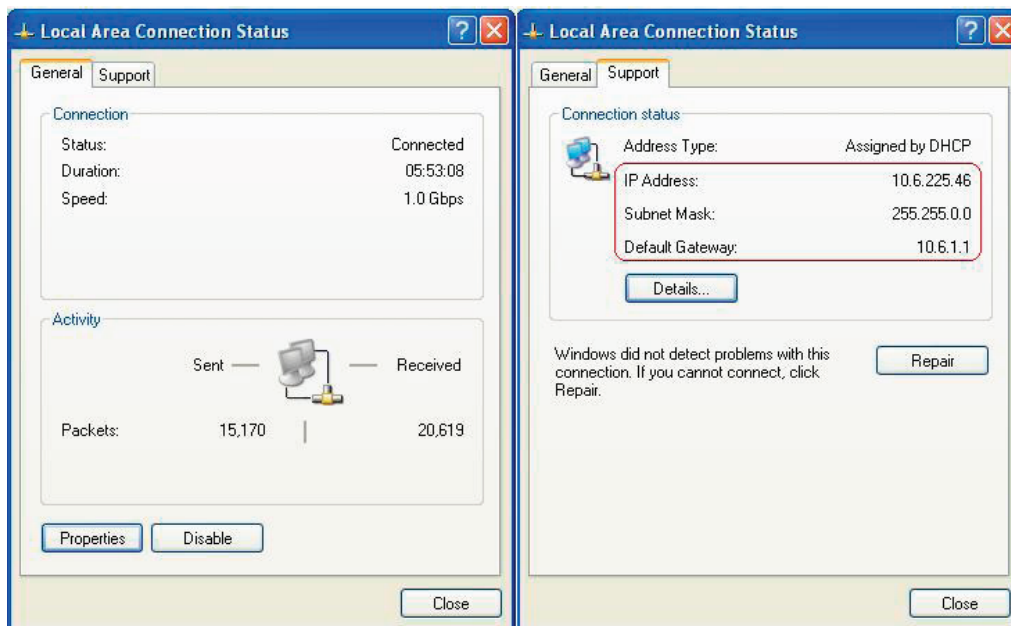 Local Area Connection Status
General
Support
Connection
Status: Connected
Duration: 05:53:08
Speed: 1.0 Gbps
Activity
Sent
Received
Packets: 15,170 20,619
Properties
Disable
Close
Local Area Connection Status
General
Support
Connection status
Address Type: Assigned by DHCP
IP Address: 10.6.225.46
Subnet Mask: 255.255.0.0
Default Gateway: 10.6.1.1
Details...
Windows did not detect problems with this
connection. If you cannot connect, click
Repair.
Repair
Close